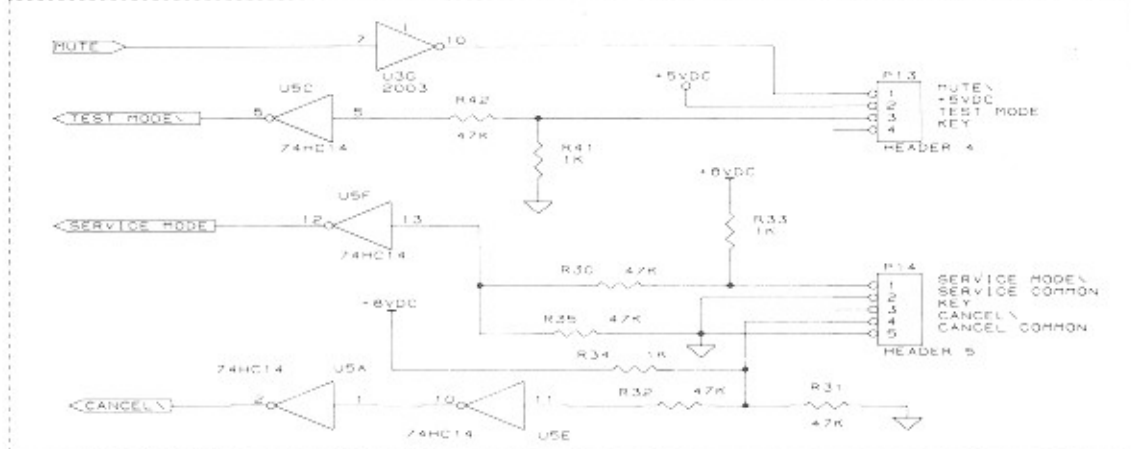 MUTE 7 1 10
U3G
2003
+5VDC
P13
1 MUTE\
2 +5VDC
3 TEST MODE
4 KEY
HEADER 4
TEST MODE\ 6 U5C 5
74HC14
R42
47K
R41
1K
+8VDC
U5F
SERVICE MODE 12 13
74HC14
R33
1K
R30 47K
P14
1 SERVICE MODE\
2 SERVICE COMMON
3 KEY
4 CANCEL\
5 CANCEL COMMON
HEADER 5
+8VDC
R35 47K
R34 1K
74HC14 U5A
CANCEL\ 2 1 10 11
74HC14 U5E
R32 47K
R31
47K